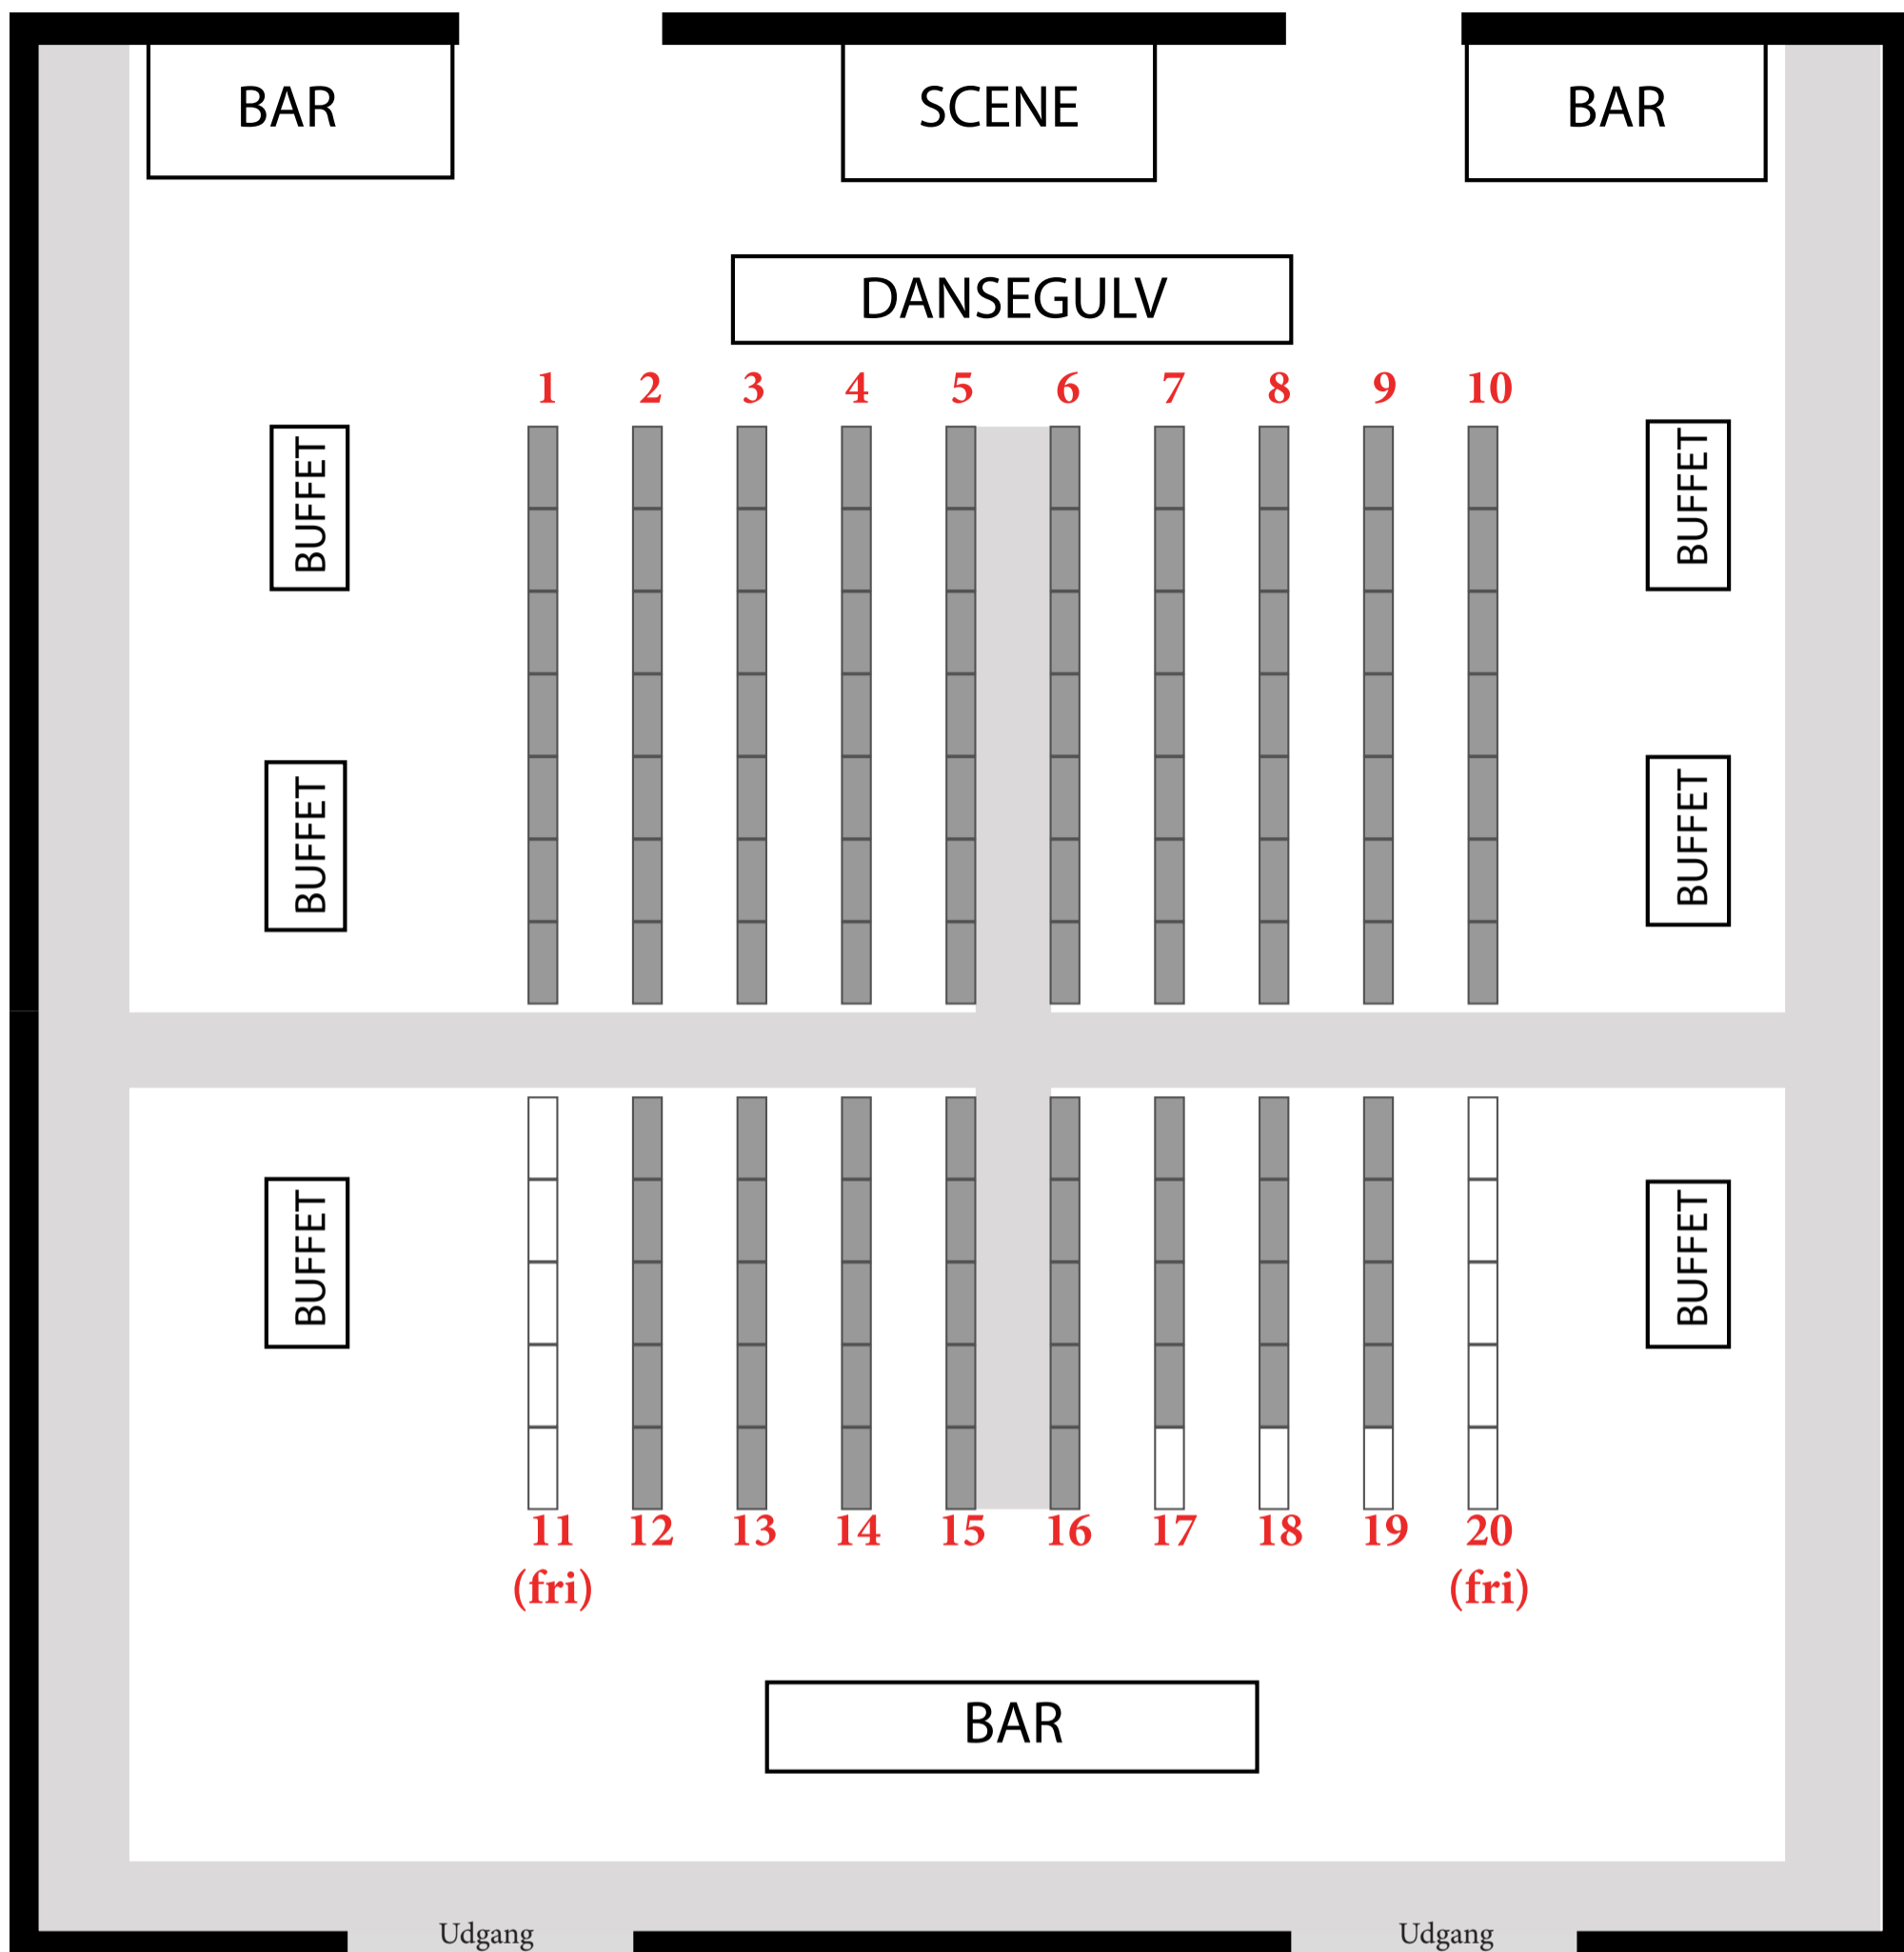 BAR
SCENE
BAR
DANSEGULV
1 2 3 4 5 6 7 8 9 10
BUFFET
BUFFET
BUFFET
BUFFET
BUFFET
BUFFET
11 12 13 14 15 16 17 18 19 20
(fri) (fri)
BAR
Udgang Udgang